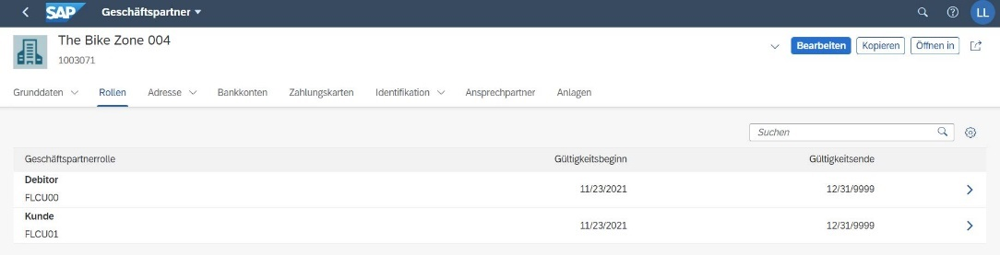 SAP Geschäftspartner LL
The Bike Zone 004
1003071
Bearbeiten Kopieren Öffnen in
Grunddaten Rollen Adresse Bankkonten Zahlungskarten Identifikation Ansprechpartner Anlagen
Suchen
Geschäftspartnerrolle Gültigkeitsbeginn Gültigkeitsende
Debitor
FLCU00 11/23/2021 12/31/9999
Kunde
FLCU01 11/23/2021 12/31/9999